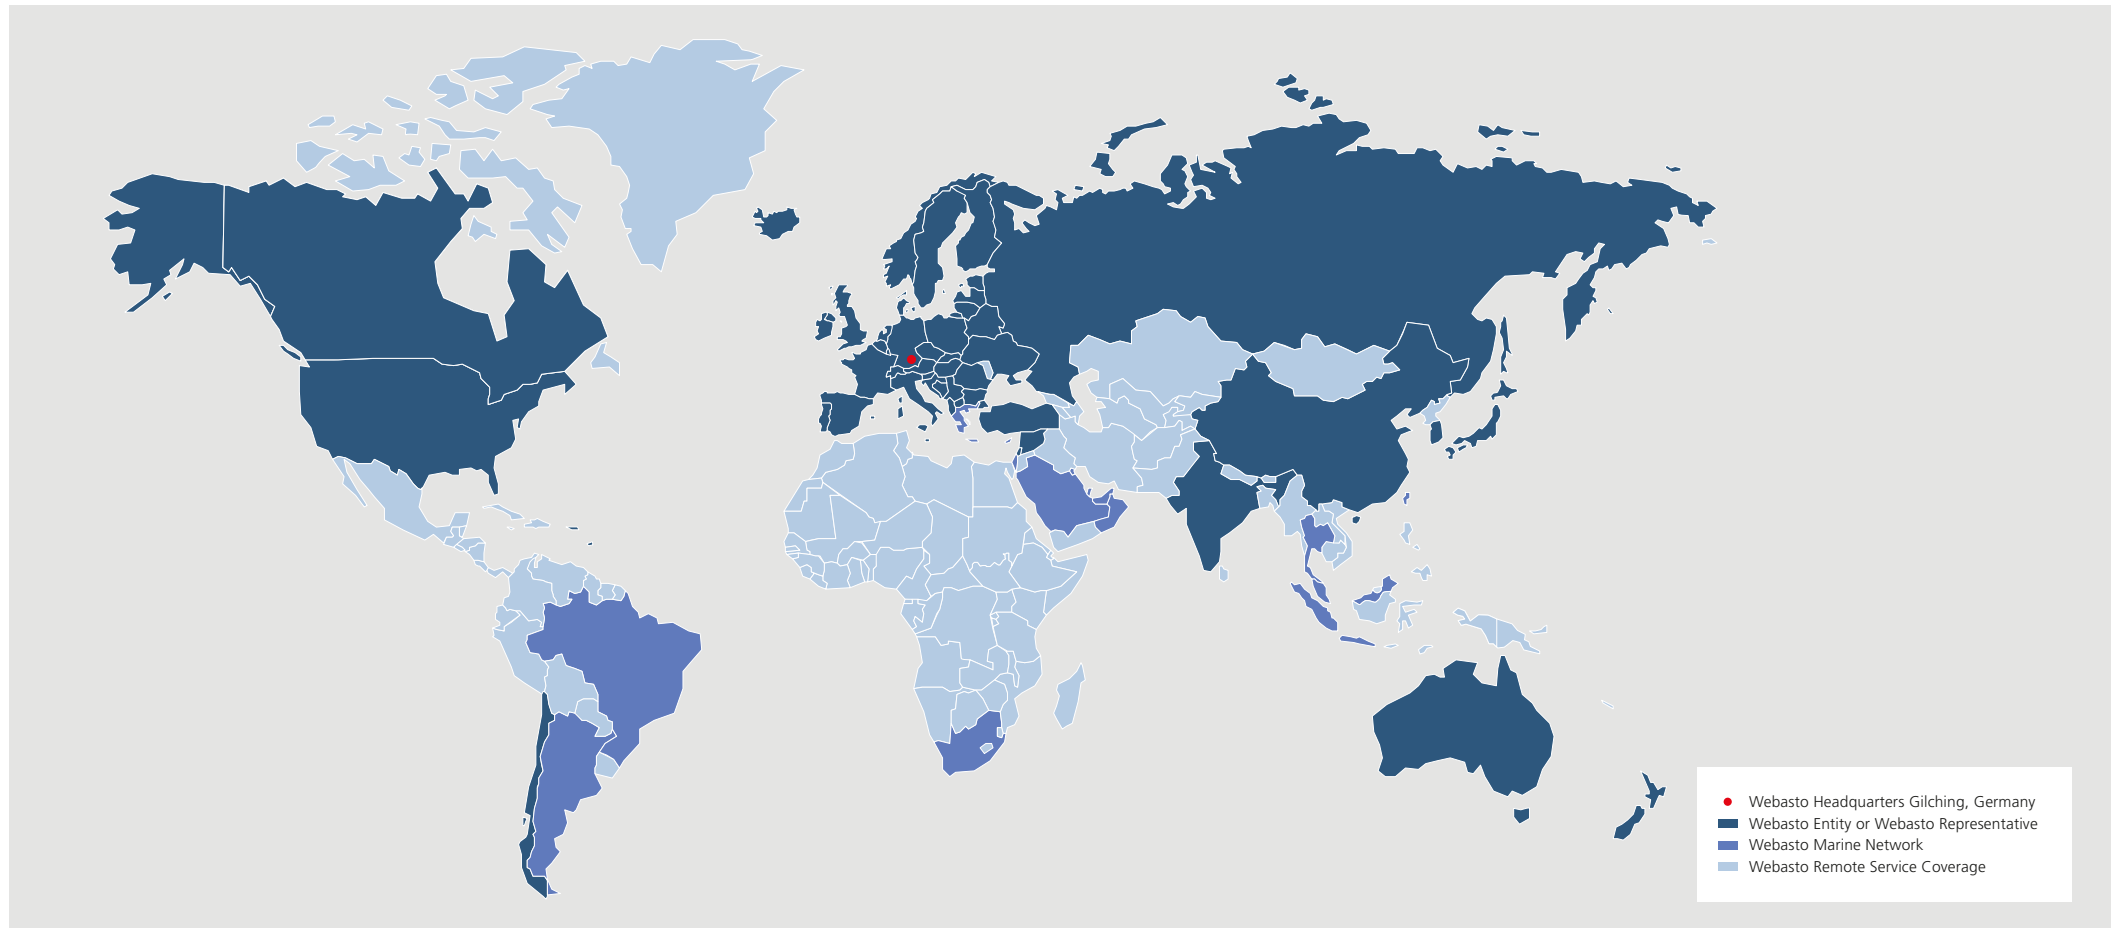 Webasto Headquarters Gilching, Germany
Webasto Entity or Webasto Representative
Webasto Marine Network
Webasto Remote Service Coverage